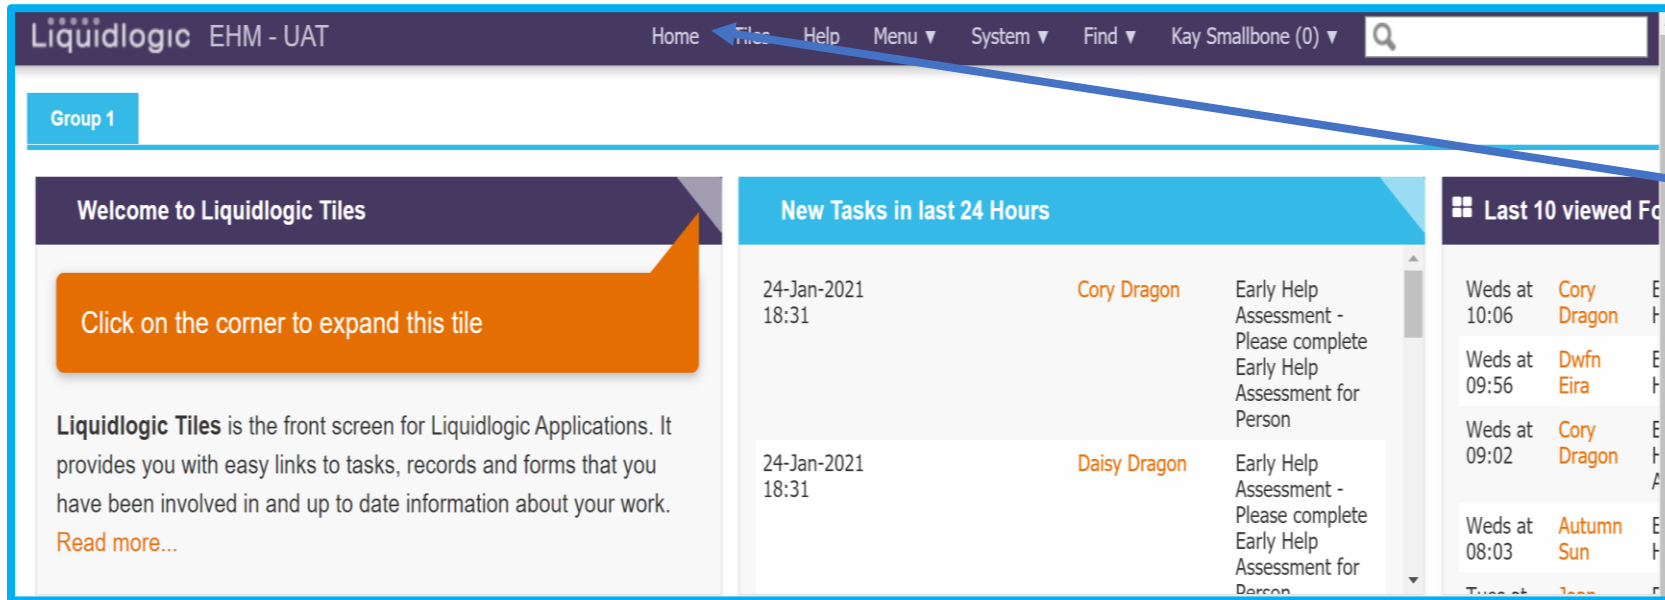 Liquidlogic EHM - UAT
Home Tiles Help Menu ▼ System ▼ Find ▼ Kay Smallbone (0) ▼
Group 1
Welcome to Liquidlogic Tiles
Click on the corner to expand this tile
Liquidlogic Tiles is the front screen for Liquidlogic Applications. It
provides you with easy links to tasks, records and forms that you
have been involved in and up to date information about your work.
Read more...
New Tasks in last 24 Hours
24-Jan-2021 Cory Dragon Early Help
18:31 Assessment -
Please complete
Early Help
Assessment for
Person
24-Jan-2021 Daisy Dragon Early Help
18:31 Assessment -
Please complete
Early Help
Assessment for
Person
Last 10 viewed Fo
Weds at Cory
10:06 Dragon
Weds at Dwfn
09:56 Eira
Weds at Cory
09:02 Dragon
Weds at Autumn
08:03 Sun